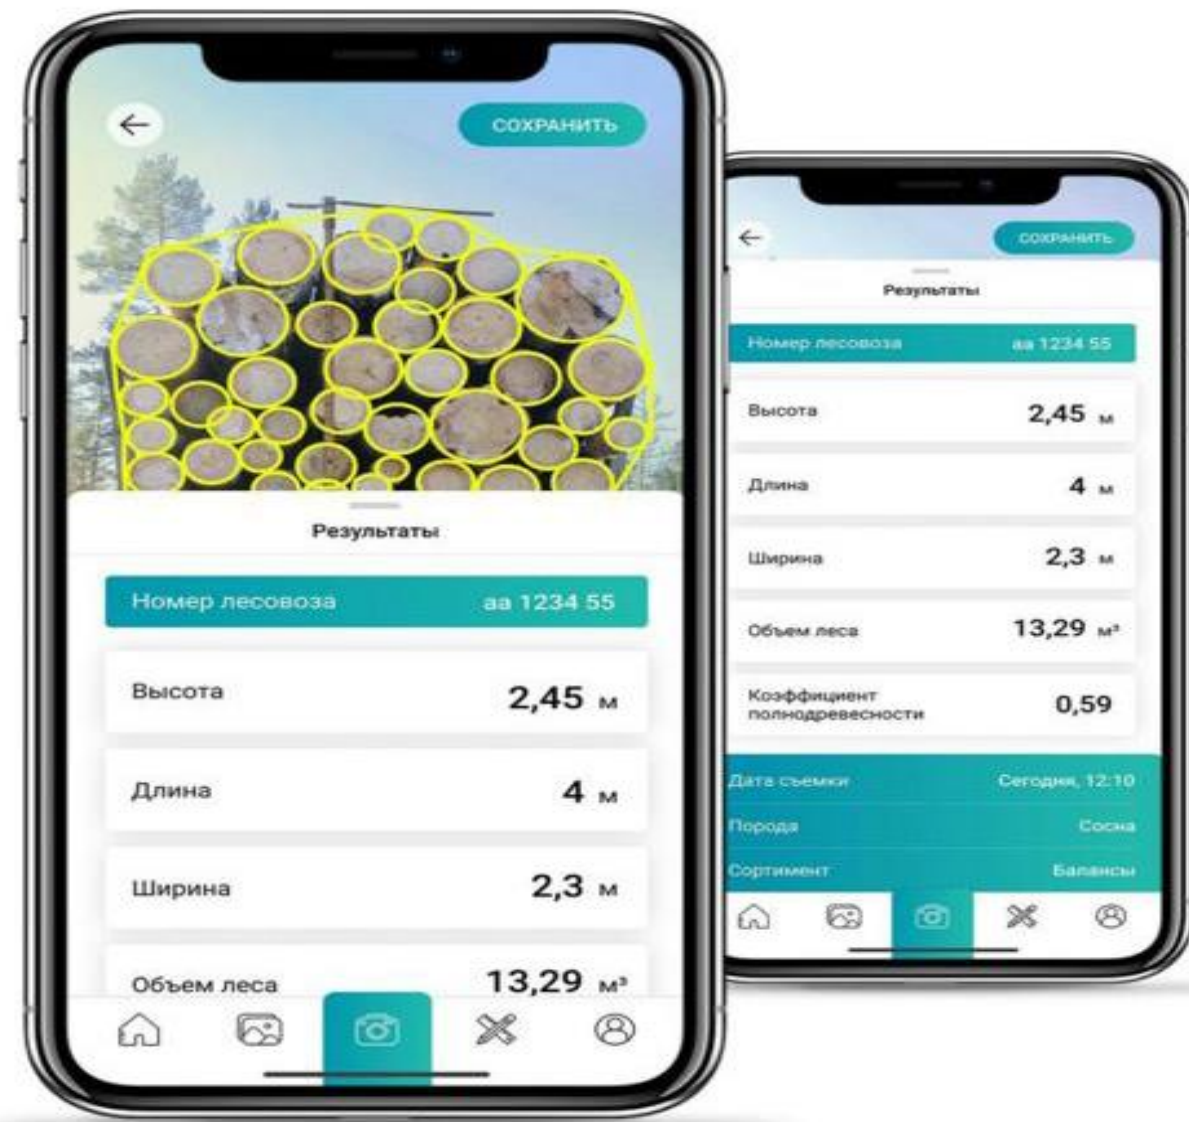 СОХРАНИТЬ
Результаты
Номер лесовоза аа 1234 55
Высота 2,45 м
Длина 4 м
Ширина 2,3 м
Объем леса 13,29 м³
СОХРАНИТЬ
Результаты
Номер лесовоза аа 1234 55
Высота 2,45 м
Длина 4 м
Ширина 2,3 м
Объем леса 13,29 м³
Коэффициент
полнодревесности 0,59
Дата съемки Сегодня, 12:10
Порода Сосна
Сортимент Балансы